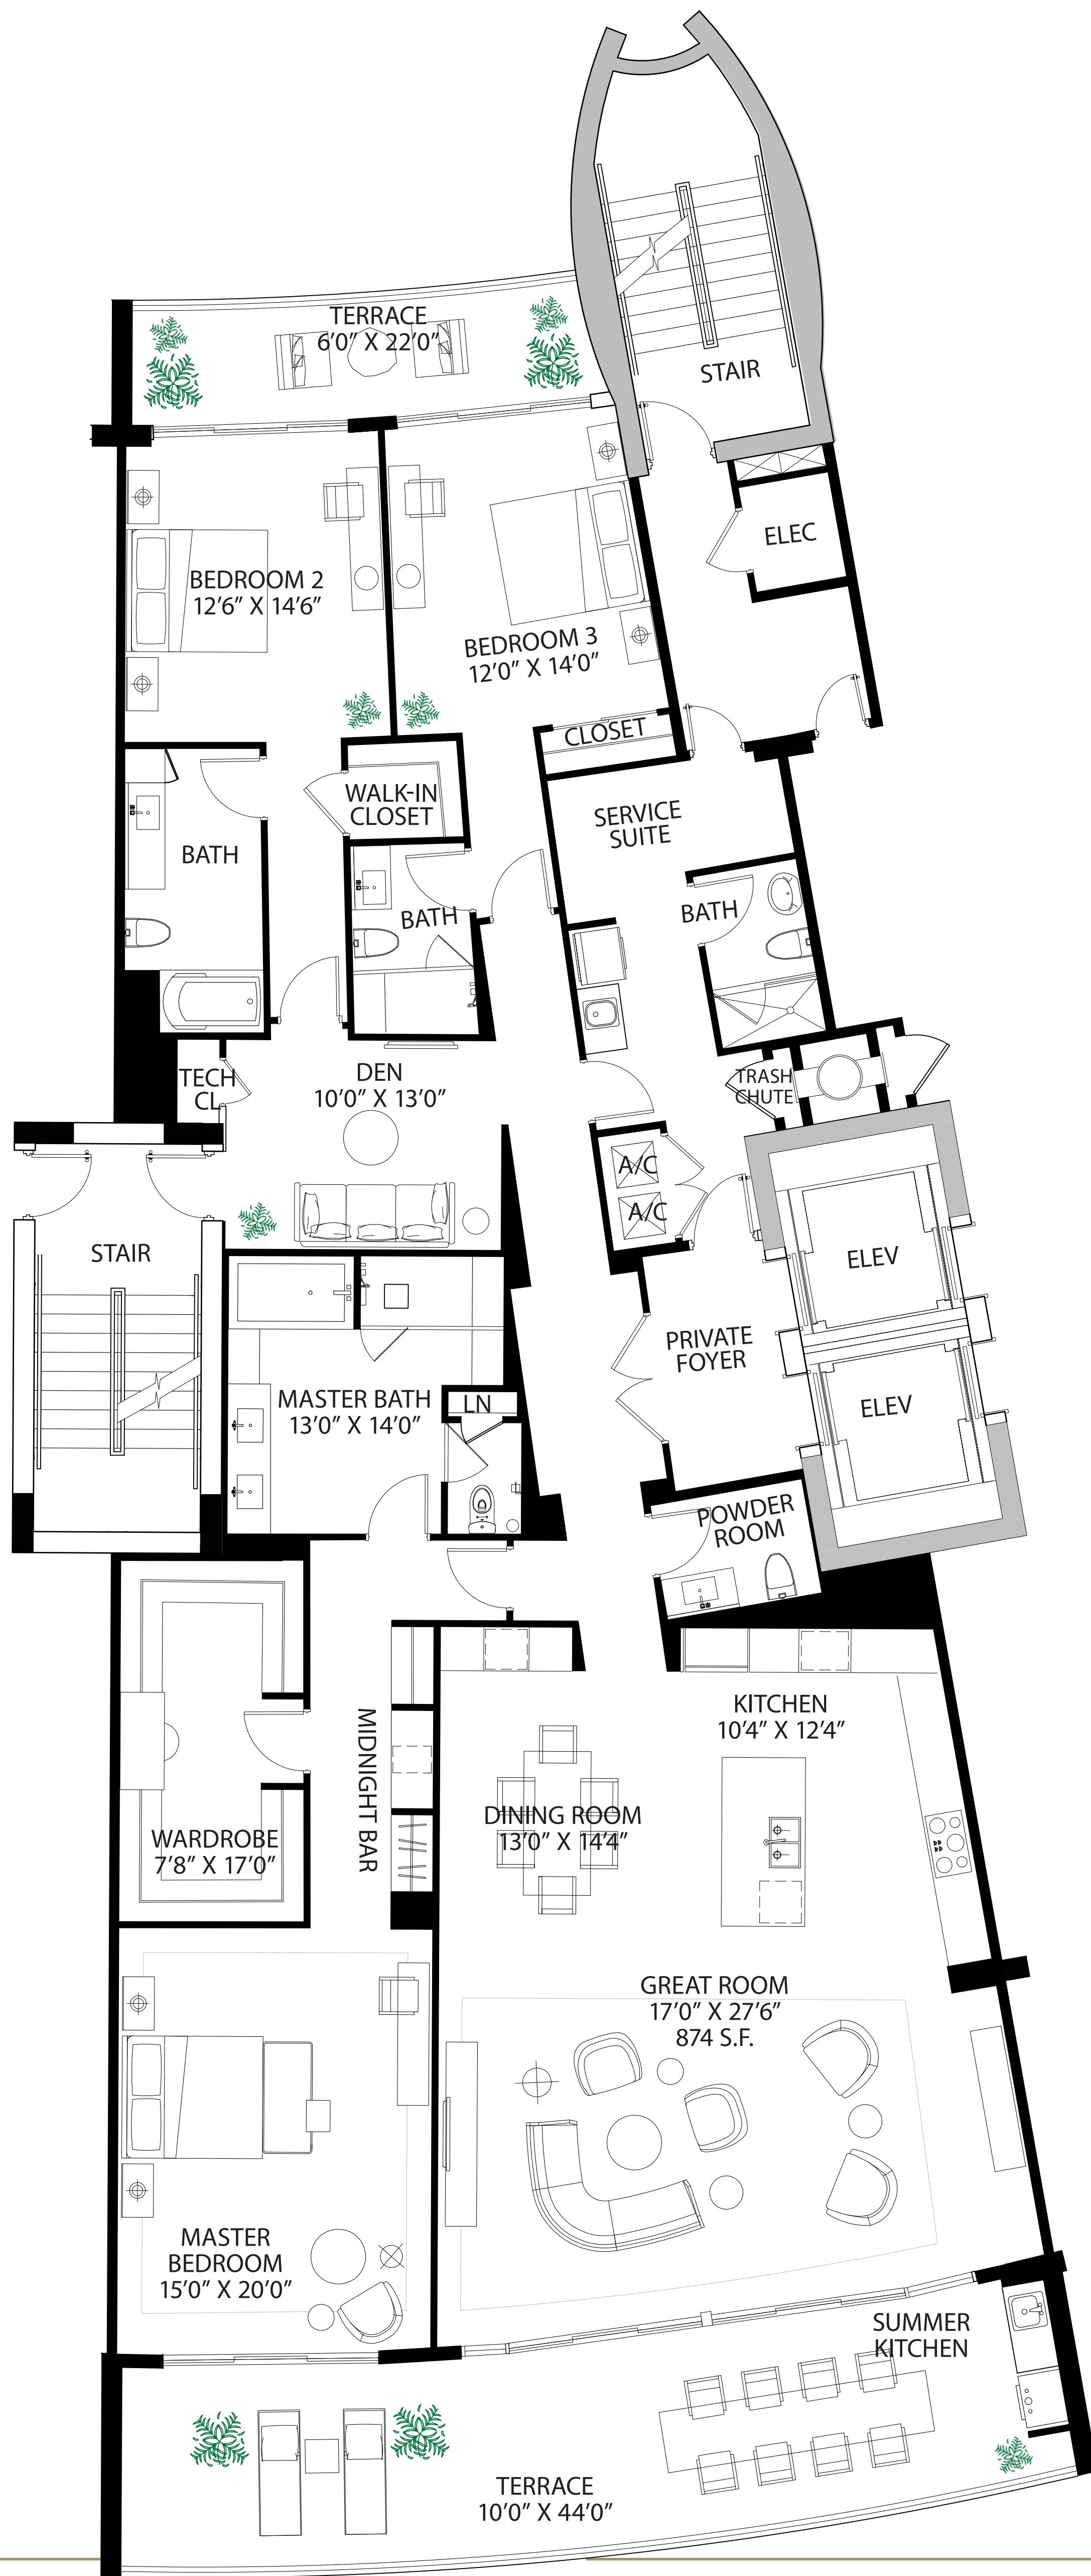 TERRACE
6’0” X 22’0”
STAIR
ELEC
BEDROOM 2
12’6” X 14’6”
BEDROOM 3
12’0” X 14’0”
CLOSET
WALK-IN
CLOSET
SERVICE
SUITE
BATH
BATH
BATH
TECH
CL
DEN
10’0” X 13’0”
TRASH
CHUTE
A/C
A/C
STAIR
ELEV
PRIVATE
FOYER
ELEV
MASTER BATH
13’0” X 14’0”
LN
POWDER
ROOM
KITCHEN
10’4” X 12’4”
MIDNIGHT BAR
DINING ROOM
13’0” X 14’4”
WARDROBE
7’8” X 17’0”
GREAT ROOM
17’0” X 27’6”
874 S.F.
MASTER
BEDROOM
15’0” X 20’0”
SUMMER
KITCHEN
TERRACE
10’0” X 44’0”